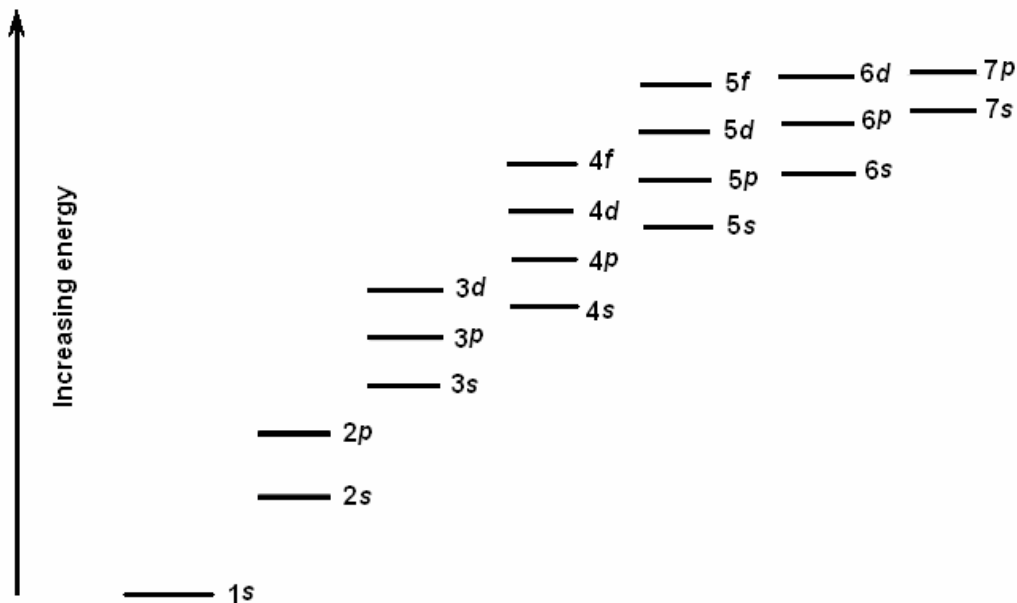 Increasing energy
5f
6d
7p
7s
5d
6p
4f
5p
6s
4d
5s
4p
3d
4s
3p
3s
2p
2s
1s